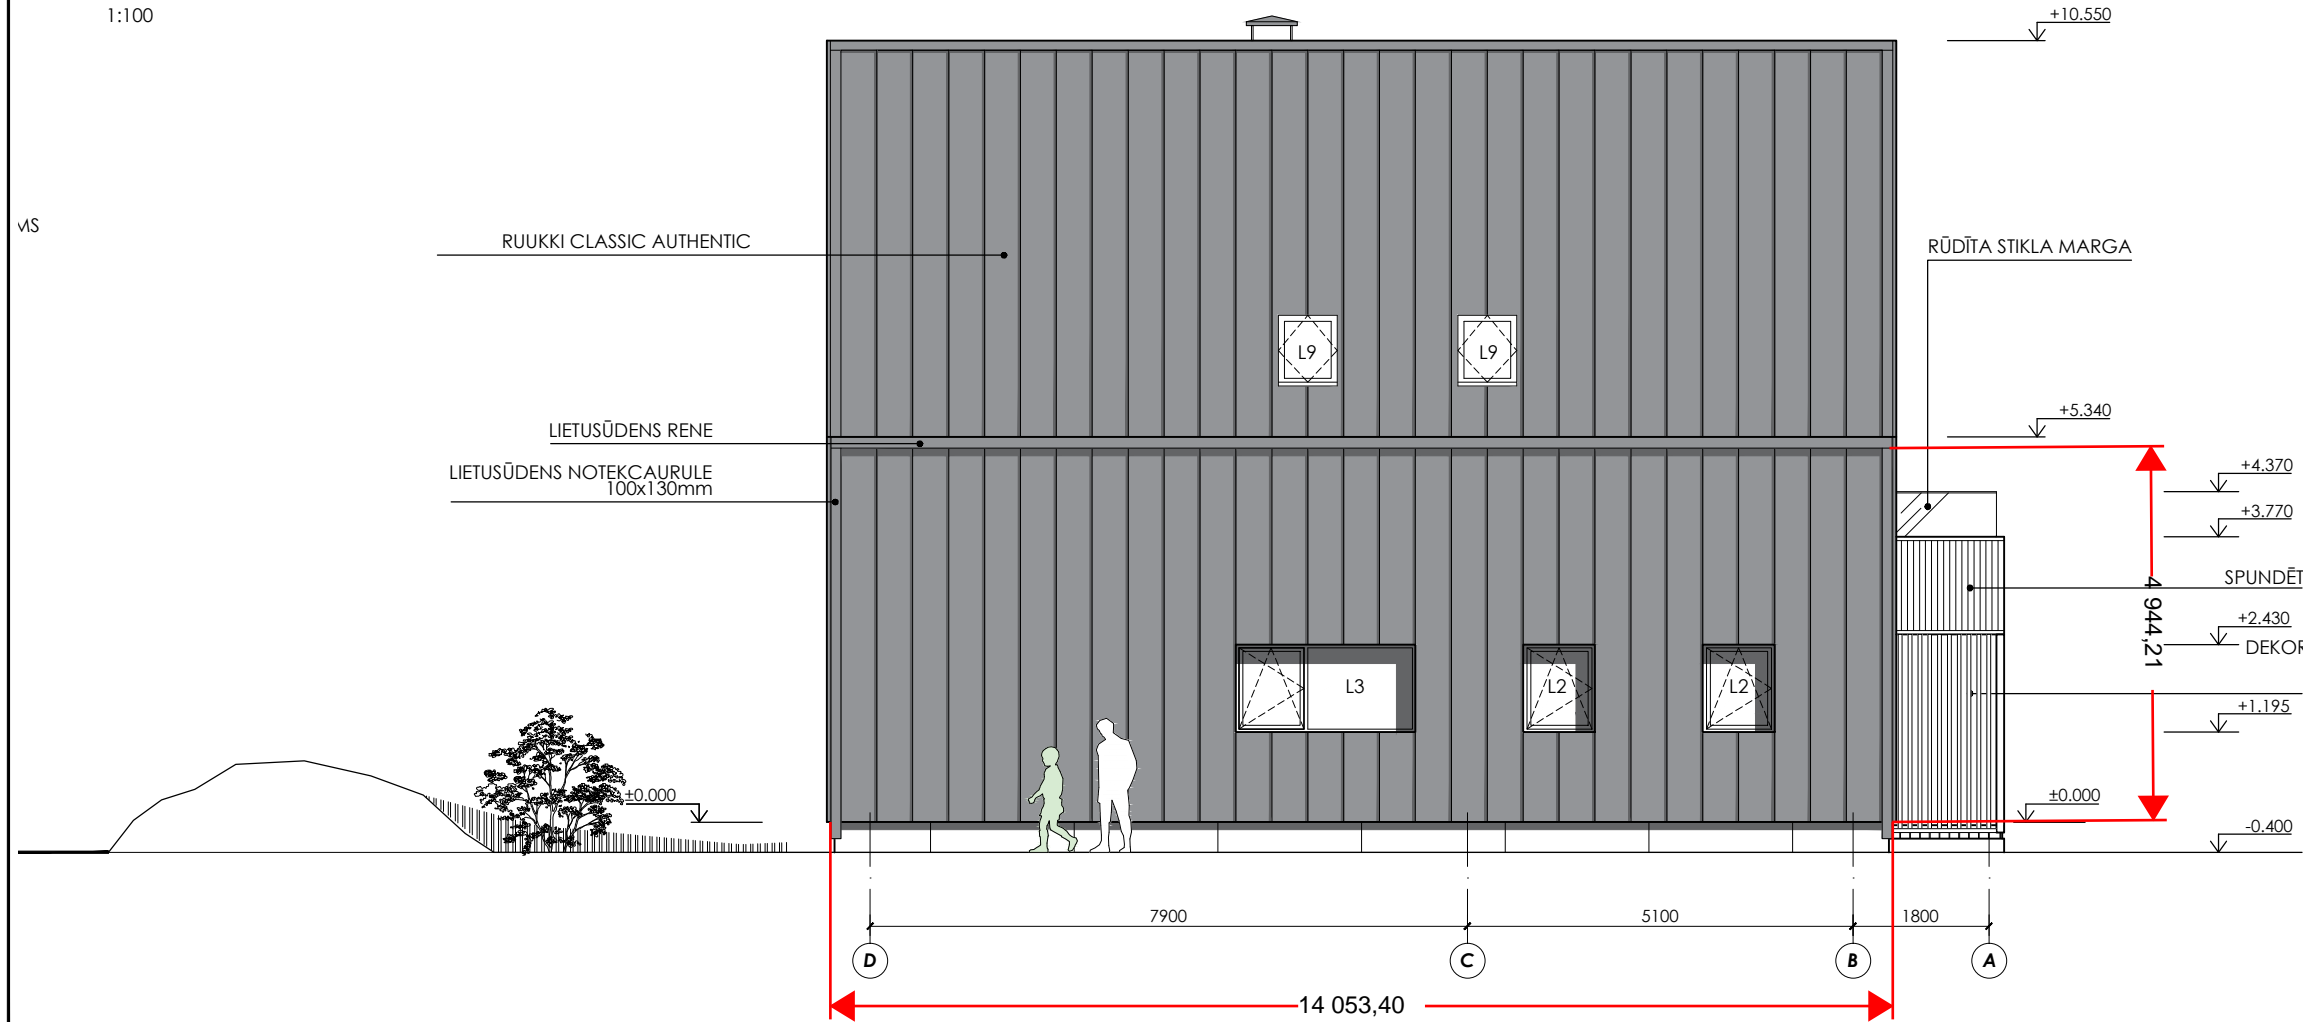 1:100
+10.550
MS
RUUKKI CLASSIC AUTHENTIC
RŪDĪTA STIKLA MARGA
L9
L9
+5.340
LIETUSŪDENS RENE
LIETUSŪDENS NOTEKCAURULE
100x130mm
+4.370
+3.770
SPUNDĒT
4 944,21
+2.430
DEKOR
L3
L2
L2
+1.195
±0.000
±0.000
-0.400
7900
5100
1800
D
C
B
A
14 053,40